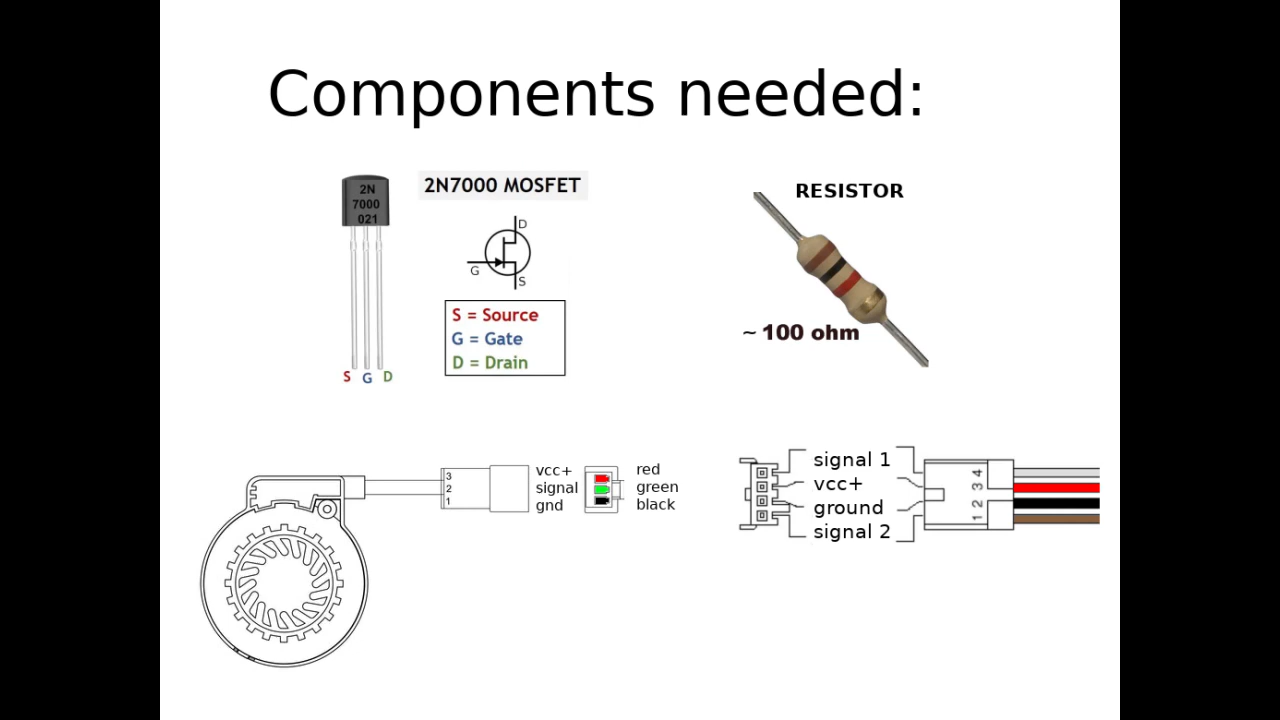 Components needed:
2N
7000
021
2N7000 MOSFET
D
G
S
S = Source
G = Gate
D = Drain
S G D
RESISTOR
~ 100 ohm
3
2
1
vcc+
signal
gnd
red
green
black
signal 1
vcc+
ground
signal 2
1 2 3 4